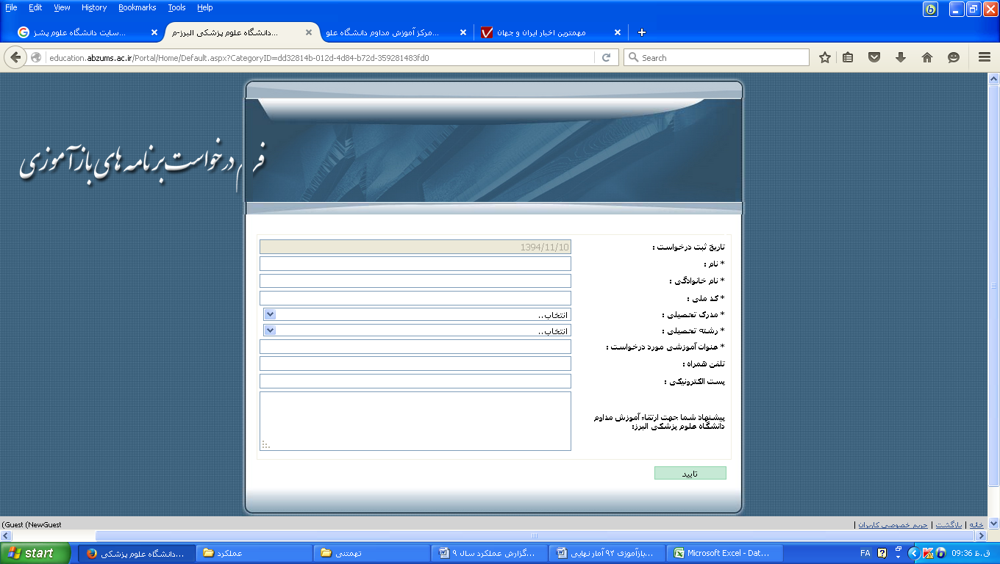 File Edit View History Bookmarks Tools Help
سایت دانشگاه علوم پشز...
دانشگاه علوم پزشکی البرز-م...
مرکز آموزش مداوم دانشگاه علو...
مهمترین اخبار ایران و جهان
education.abzums.ac.ir/Portal/Home/Default.aspx?CategoryID=dd32814b-012d-4d84-b72d-359281483fd0
Search
فرم درخواست برنامه های بازآموزی
تاریخ ثبت درخواست :
1394/11/10
* نام :
* نام خانوادگی :
* کد ملی :
* مدرک تحصیلی :
انتخاب..
* رشته تحصیلی :
انتخاب..
* عنوان آموزشی مورد درخواست :
تلفن همراه :
پست الکترونیکی :
پیشنهاد شما جهت ارتقاء آموزش مداوم
دانشگاه علوم پزشکی البرز:
تایید
(Guest (NewGuest
خانه | بازگشت | حریم خصوصی کاربران |
start
دانشگاه علوم پزشکی...
عملکرد
تهمتنی
گزارش عملکرد سال ۹...
بازآموزی ۹۴ آمار نهایی...
Microsoft Excel - Dat...
FA
09:36 ق.ظ